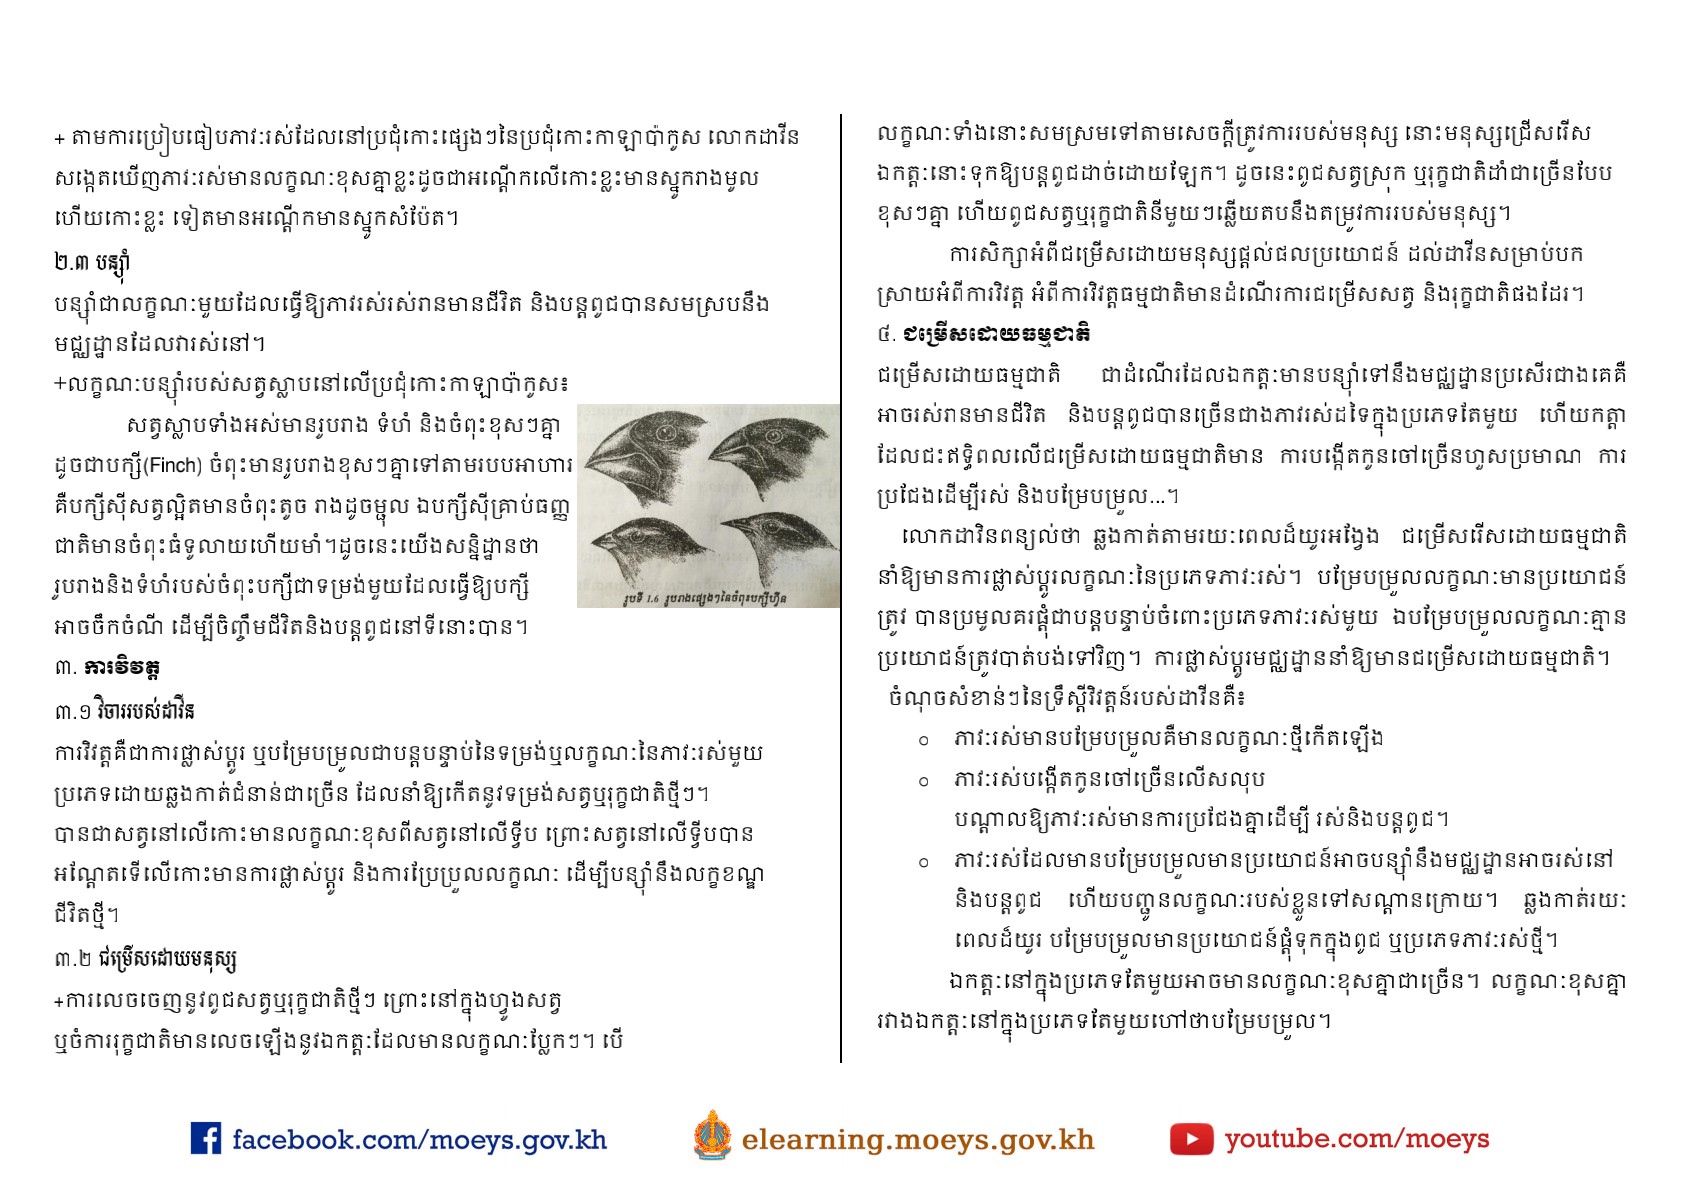 + តាមការប្រៀបធៀបភាវៈរស់ដែលនៅប្រជុំកោះផ្សេងៗនៃប្រជុំកោះកាឡាប៉ាកូស លោកដាវីន
សង្កេតឃើញភាវៈរស់មានលក្ខណៈខុសគ្នាខ្លះដូចជាអណ្តើកលើកោះខ្លះមានស្នូករាងមូល
ហើយកោះខ្លះ ទៀតមានអណ្តើកមានស្នូកសំប៉ែត។
២.៣ បន្ស៊ាំ
បន្ស៊ាំជាលក្ខណៈមួយដែលធ្វើឱ្យភាវរស់រស់រានមានជីវិត និងបន្តពូជបានសមស្របនឹង
មជ្ឈដ្ឋានដែលវារស់នៅ។
+លក្ខណៈបន្ស៊ាំរបស់សត្វស្លាបនៅលើប្រជុំកោះកាឡាប៉ាកូស៖
សត្វស្លាបទាំងអស់មានរូបរាង ទំហំ និងចំពុះខុសៗគ្នា
ដូចជាបក្សី(Finch) ចំពុះមានរូបរាងខុសៗគ្នាទៅតាមរបបអាហារ
គឺបក្សីស៊ីសត្វល្អិតមានចំពុះតូច រាងដូចម្ជុល ឯបក្សីស៊ីគ្រាប់ធញ្ញ
ជាតិមានចំពុះធំទូលាយហើយមាំ។ដូចនេះយើងសន្និដ្ឋានថា
រូបរាងនិងទំហំរបស់ចំពុះបក្សីជាទម្រង់មួយដែលធ្វើឱ្យបក្សី
អាចចឹកចំណី ដើម្បីចិញ្ចឹមជីវិតនិងបន្តពូជនៅទីនោះបាន។
រូបទី 1.6 រូបរាងផ្សេងៗនៃចំពុះបក្សីហ្វ៊ីន
៣. ការវិវត្ត
៣.១ វិចាររបស់ដាវីន
ការវិវត្តគឺជាការផ្លាស់ប្តូរ ឬបម្រែបម្រួលជាបន្តបន្ទាប់នៃទម្រង់ឬលក្ខណៈនៃភាវៈរស់មួយ
ប្រភេទដោយឆ្លងកាត់ជំនាន់ជាច្រើន ដែលនាំឱ្យកើតនូវទម្រង់សត្វឬរុក្ខជាតិថ្មីៗ។
បានជាសត្វនៅលើកោះមានលក្ខណៈខុសពីសត្វនៅលើទ្វីប ព្រោះសត្វនៅលើទ្វីបបាន
អណ្តែតទើលើកោះមានការផ្លាស់ប្តូរ និងការប្រែប្រួលលក្ខណៈ ដើម្បីបន្ស៊ាំនឹងលក្ខខណ្ឌ
ជីវិតថ្មី។
៣.២ ជំម្រើសដោយមនុស្ស
+ការលេចចេញនូវពូជសត្វឬរុក្ខជាតិថ្មីៗ ព្រោះនៅក្នុងហ្វូងសត្វ
ឬចំការរុក្ខជាតិមានលេចឡើងនូវឯកត្តៈដែលមានលក្ខណៈប្លែកៗ។ បើ
លក្ខណៈទាំងនោះសមស្រមទៅតាមសេចក្តីត្រូវការរបស់មនុស្ស នោះមនុស្សជ្រើសរើស
ឯកត្តៈនោះទុកឱ្យបន្តពូជដាច់ដោយឡែក។ ដូចនេះពូជសត្វស្រុក ឬរុក្ខជាតិដាំជាច្រើនបែប
ខុសៗគ្នា ហើយពូជសត្វឬរុក្ខជាតិនីមួយៗឆ្លើយតបនឹងតម្រូវការរបស់មនុស្ស។
ការសិក្សាអំពីជម្រើសដោយមនុស្សផ្តល់ផលប្រយោជន៍ ដល់ដាវីនសម្រាប់បក
ស្រាយអំពីការវិវត្ត អំពីការវិវត្តធម្មជាតិមានដំណើរការជម្រើសសត្វ និងរុក្ខជាតិផងដែរ។
៤. ជម្រើសដោយធម្មជាតិ
ជម្រើសដោយធម្មជាតិ ជាដំណើរដែលឯកត្តៈមានបន្ស៊ាំទៅនឹងមជ្ឈដ្ឋានប្រសើរជាងគេគឺ
អាចរស់រានមានជីវិត និងបន្តពូជបានច្រើនជាងភាវរស់ដទៃក្នុងប្រភេទតែមួយ ហើយកត្តា
ដែលជះឥទ្ធិពលលើជម្រើសដោយធម្មជាតិមាន ការបង្កើតកូនចៅច្រើនហួសប្រមាណ ការ
ប្រជែងដើម្បីរស់ និងបម្រែបម្រួល...។
លោកដាវិនពន្យល់ថា ឆ្លងកាត់តាមរយៈពេលដ៏យូរអង្វែង ជម្រើសរើសដោយធម្មជាតិ
នាំឱ្យមានការផ្លាស់ប្តូរលក្ខណៈនៃប្រភេទភាវៈរស់។ បម្រែបម្រួលលក្ខណៈមានប្រយោជន៍
ត្រូវ បានប្រមូលគរផ្តុំជាបន្តបន្ទាប់ចំពោះប្រភេទភាវៈរស់មួយ ឯបម្រែបម្រួលលក្ខណៈគ្មាន
ប្រយោជន៍ត្រូវបាត់បង់ទៅវិញ។ ការផ្លាស់ប្តូរមជ្ឈដ្ឋាននាំឱ្យមានជម្រើសដោយធម្មជាតិ។
ចំណុចសំខាន់ៗនៃទ្រឹស្តីវិវត្តន៍របស់ដាវីនគឺ៖
o ភាវៈរស់មានបម្រែបម្រួលគឺមានលក្ខណៈថ្មីកើតឡើង
o ភាវៈរស់បង្កើតកូនចៅច្រើនលើសលុប
បណ្តាលឱ្យភាវៈរស់មានការប្រជែងគ្នាដើម្បី រស់និងបន្តពូជ។
o ភាវៈរស់ដែលមានបម្រែបម្រួលមានប្រយោជន៍អាចបន្ស៊ាំនឹងមជ្ឈដ្ឋានអាចរស់នៅ
និងបន្តពូជ ហើយបញ្ជូនលក្ខណៈរបស់ខ្លួនទៅសណ្តានក្រោយ។ ឆ្លងកាត់រយៈ
ពេលដ៏យូរ បម្រែបម្រួលមានប្រយោជន៍ផ្តុំទុកក្នុងពូជ ឬប្រភេទភាវៈរស់ថ្មី។
ឯកត្តៈនៅក្នុងប្រភេទតែមួយអាចមានលក្ខណៈខុសគ្នាជាច្រើន។ លក្ខណៈខុសគ្នា
រវាងឯកត្តៈនៅក្នុងប្រភេទតែមួយហៅថាបម្រែបម្រួល។
facebook.com/moeys.gov.kh
elearning.moeys.gov.kh
youtube.com/moeys